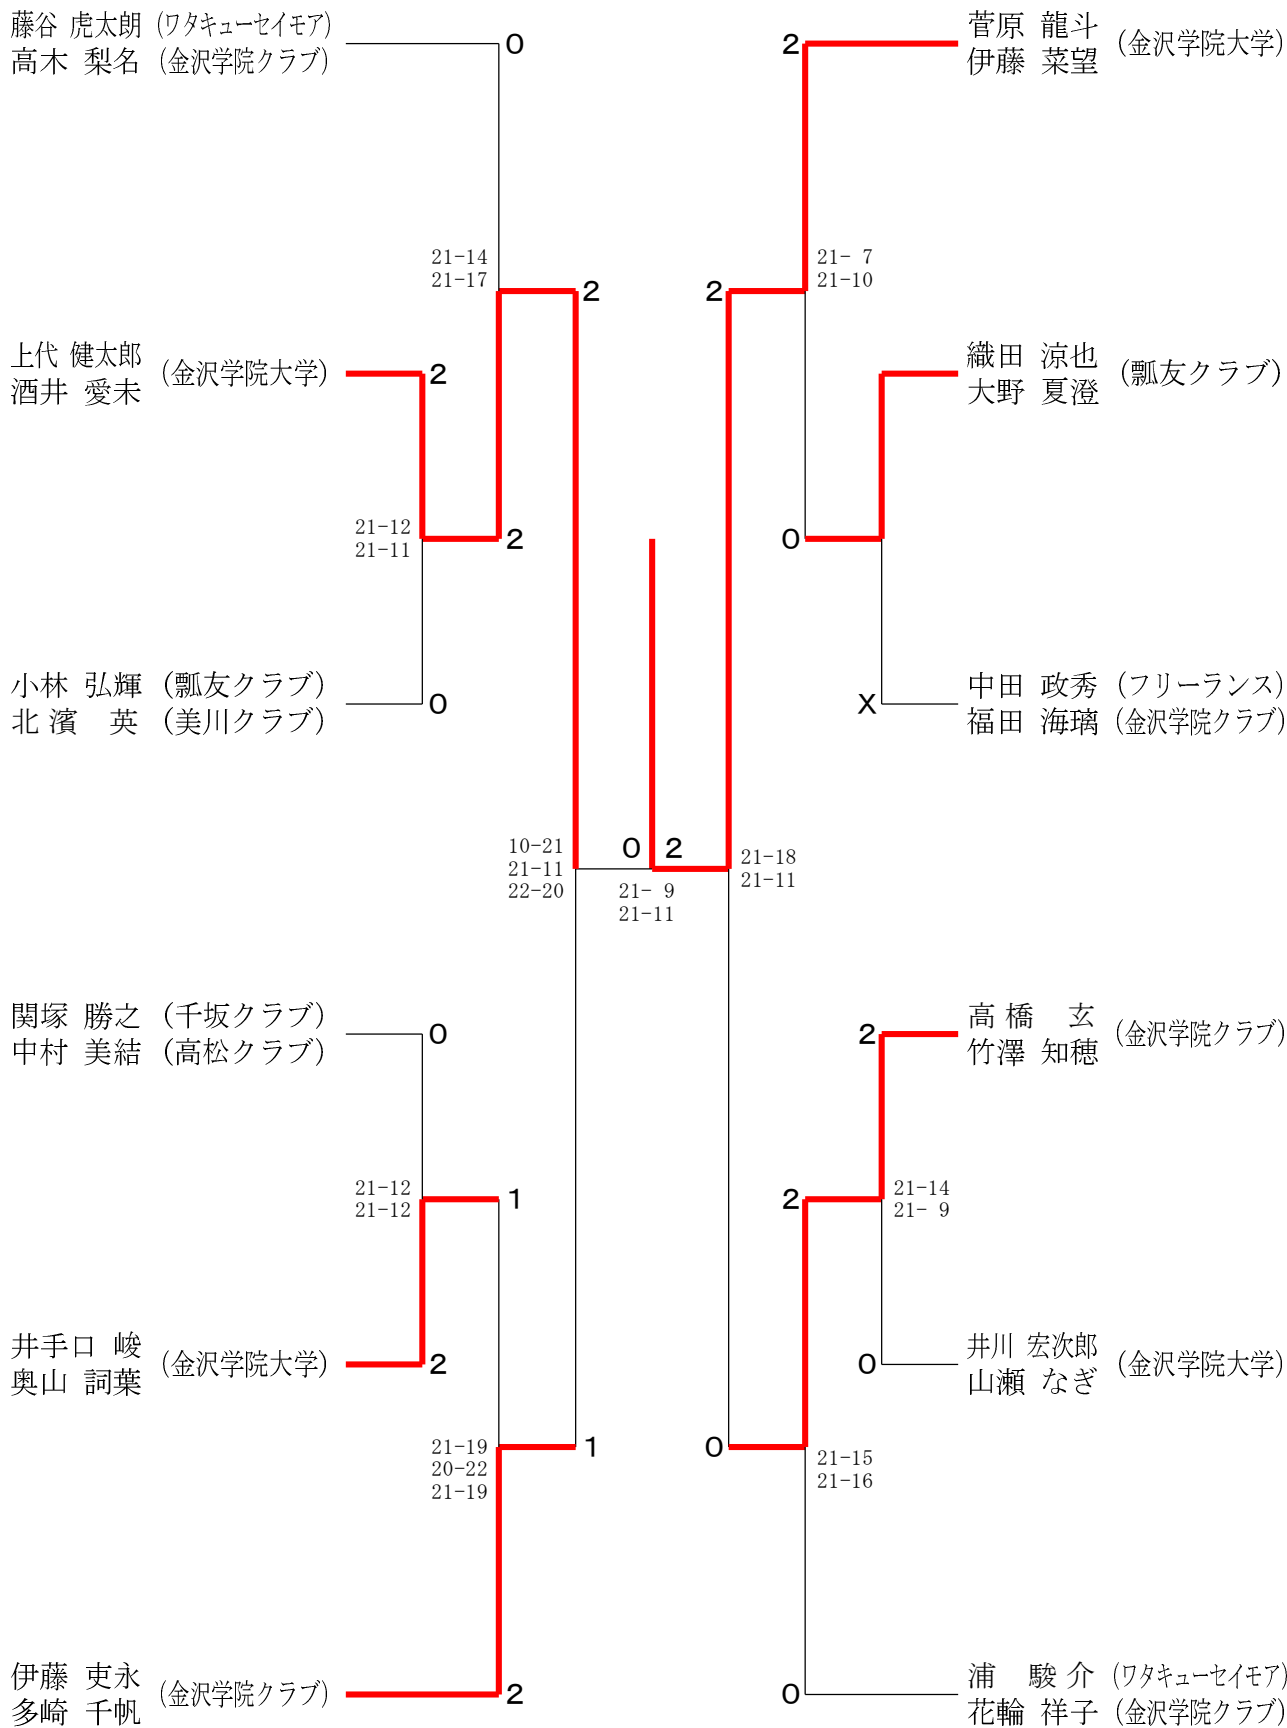 藤谷 虎太朗 (ワタキューセイモア)
高木 梨名 (金沢学院クラブ)
0
21-14
21-17
2
上代 健太郎
酒井 愛未
(金沢学院大学)
2
21-12
21-11
2
小林 弘輝 (瓢友クラブ)
北濱 英 (美川クラブ)
0
10-21
21-11
22-20
0 2
21- 9
21-11
関塚 勝之 (千坂クラブ)
中村 美結 (高松クラブ)
0
21-12
21-12
1
井手口 峻
奥山 詞葉
(金沢学院大学)
2
21-19
20-22
21-19
1
伊藤 吏永
多崎 千帆
(金沢学院クラブ)
2
2
菅原 龍斗
伊藤 菜望
(金沢学院大学)
2
21- 7
21-10
織田 涼也
大野 夏澄
(瓢友クラブ)
0
X
中田 政秀 (フリーランス)
福田 海璃 (金沢学院クラブ)
21-18
21-11
2
高橋 玄
竹澤 知穂
(金沢学院クラブ)
2
21-14
21- 9
0
井川 宏次郎
山瀬 なぎ
(金沢学院大学)
0
21-15
21-16
0
浦 駿介 (ワタキューセイモア)
花輪 祥子 (金沢学院クラブ)